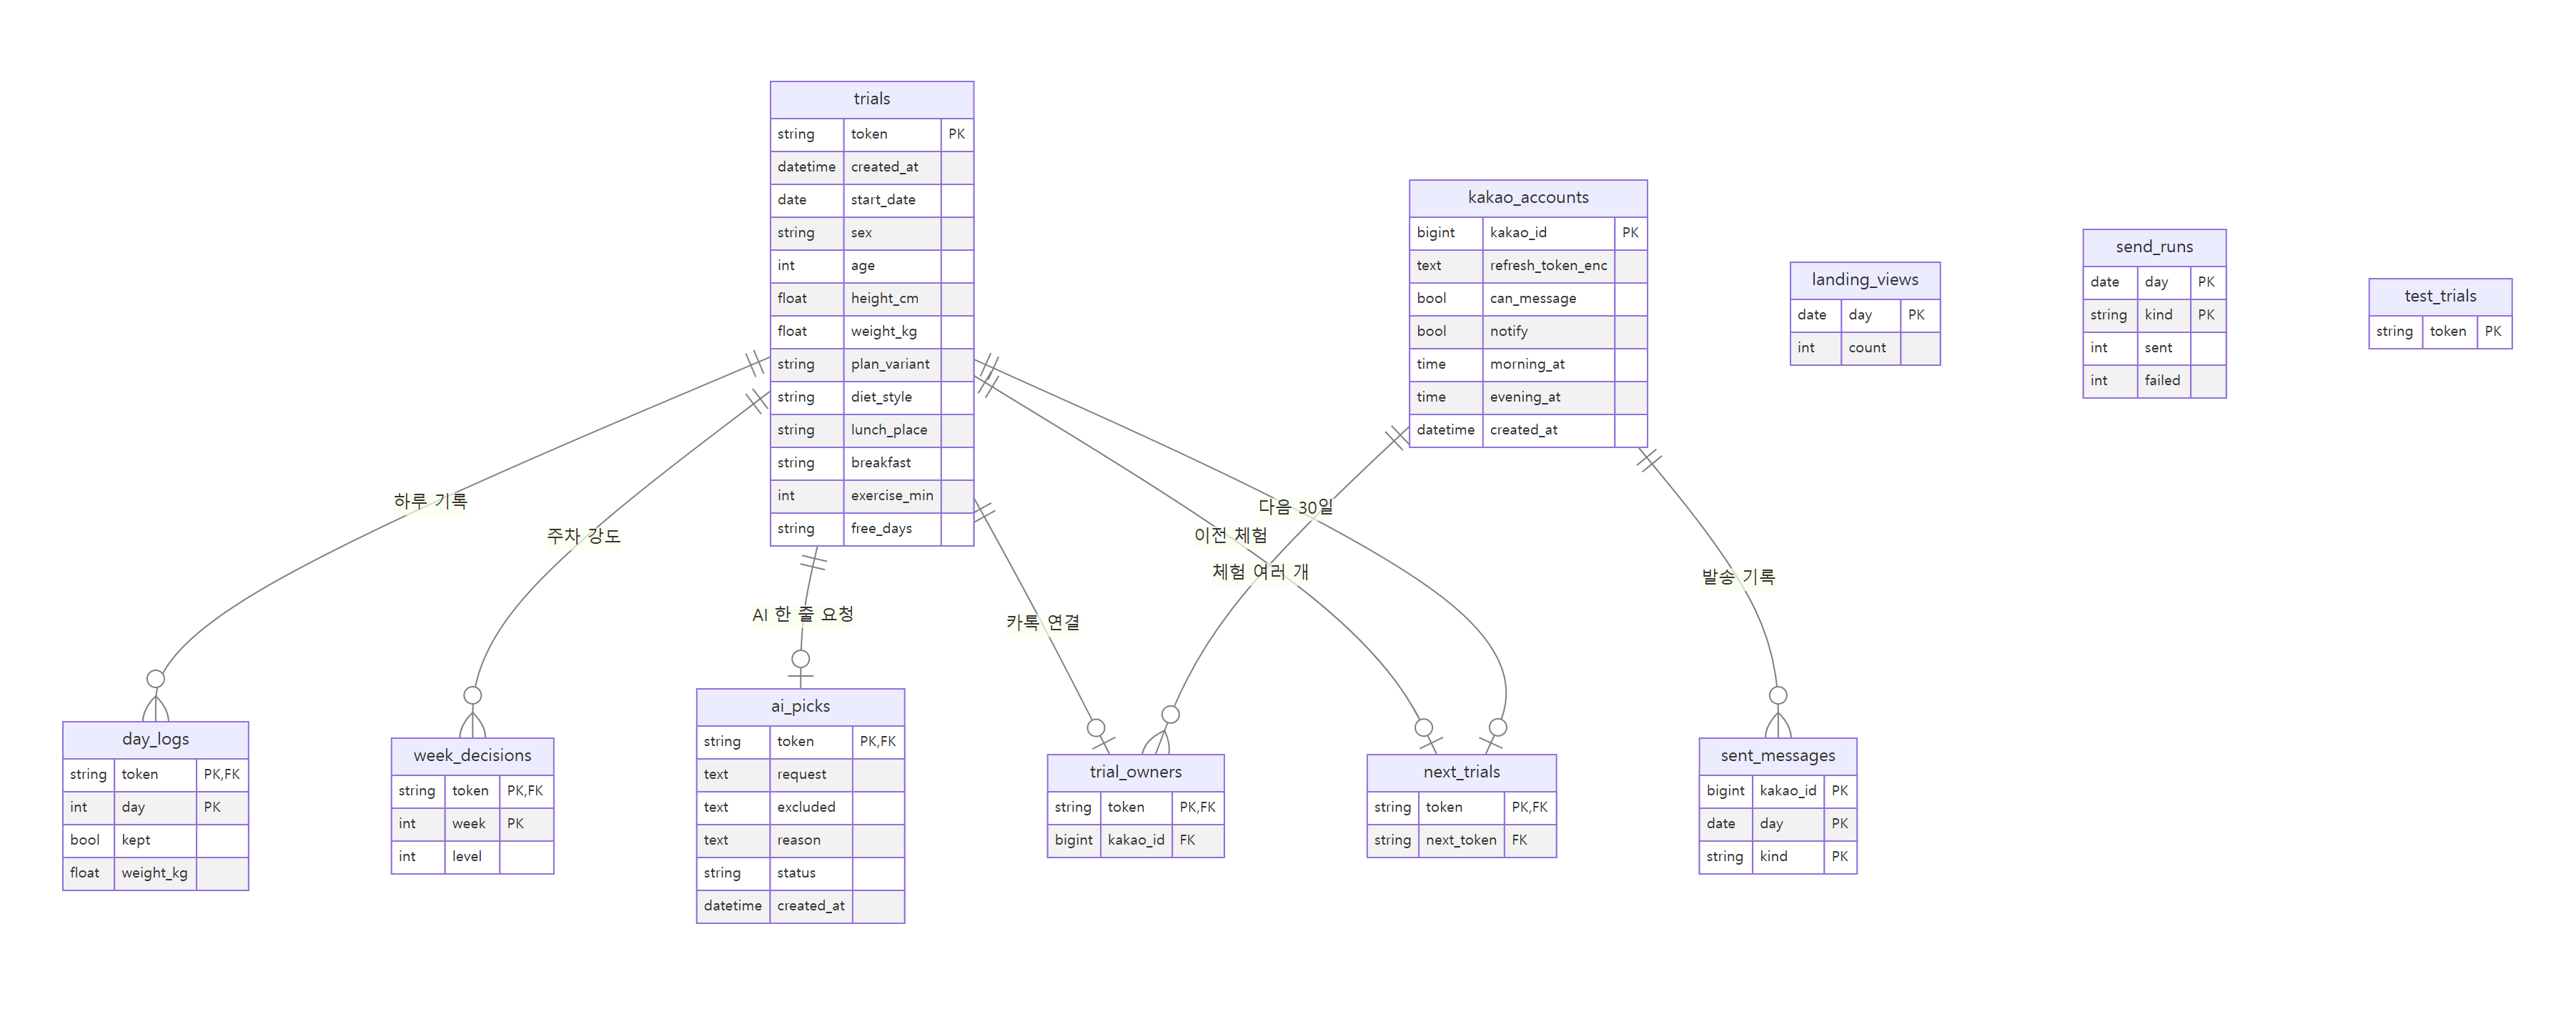 trials
string token PK
datetime created_at
date start_date
string sex
int age
float height_cm
float weight_kg
string plan_variant
string diet_style
string lunch_place
string breakfast
int exercise_min
string free_days
kakao_accounts
bigint kakao_id PK
text refresh_token_enc
bool can_message
bool notify
time morning_at
time evening_at
datetime created_at
landing_views
date day PK
int count
send_runs
date day PK
string kind PK
int sent
int failed
test_trials
string token PK
하루 기록
주차 강도
AI 한 줄 요청
카톡 연결
다음 30일
이전 체험
체험 여러 개
발송 기록
day_logs
string token PK,FK
int day PK
bool kept
float weight_kg
week_decisions
string token PK,FK
int week PK
int level
ai_picks
string token PK,FK
text request
text excluded
text reason
string status
datetime created_at
trial_owners
string token PK,FK
bigint kakao_id FK
next_trials
string token PK,FK
string next_token FK
sent_messages
bigint kakao_id PK
date day PK
string kind PK